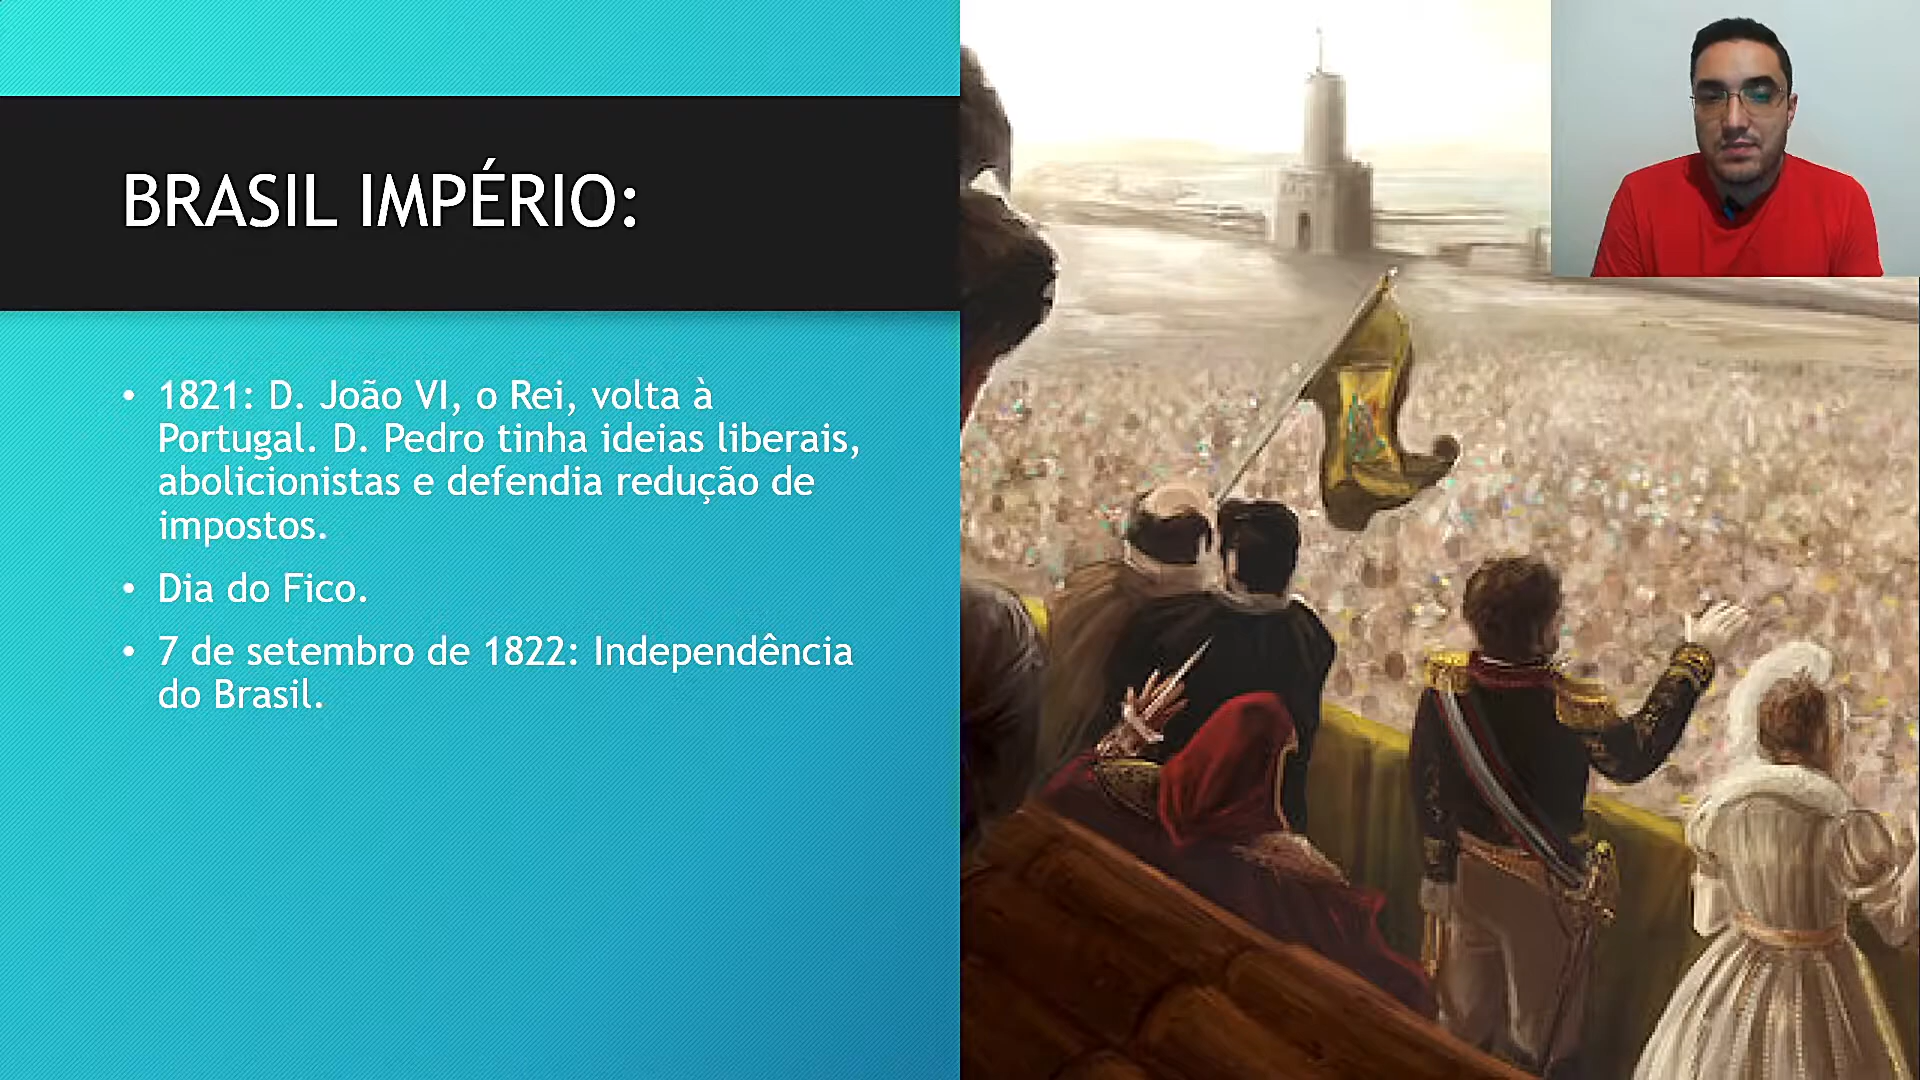 BRASIL IMPÉRIO:
• 1821: D. João VI, o Rei, volta à
Portugal. D. Pedro tinha ideias liberais,
abolicionistas e defendia redução de
impostos.
• Dia do Fico.
• 7 de setembro de 1822: Independência
do Brasil.